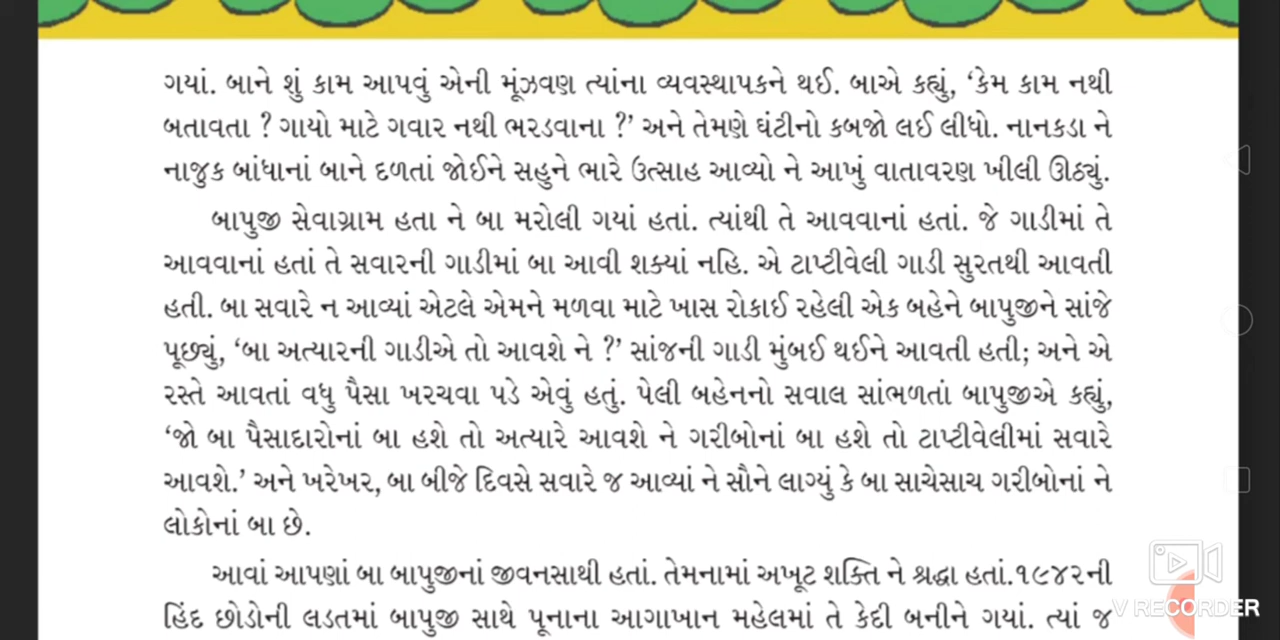 ગયાં. બાને શું કામ આપવું એની મૂંઝવણ ત્યાંના વ્યવસ્થાપકને થઈ. બાએ કહ્યું, ‘કેમ કામ નથી
બતાવતા ? ગાયો માટે ગવાર નથી ભરડવાના ?’ અને તેમણે ઘંટીનો કબજો લઈ લીધો. નાનકડા ને
નાજુક બાંધાનાં બાને દળતાં જોઈને સહુને ભારે ઉત્સાહ આવ્યો ને આખું વાતાવરણ ખીલી ઊઠ્યું.
બાપુજી સેવાગ્રામ હતા ને બા મરોલી ગયાં હતાં. ત્યાંથી તે આવવાનાં હતાં. જે ગાડીમાં તે
આવવાનાં હતાં તે સવારની ગાડીમાં બા આવી શક્યાં નહિ. એ ટાપ્ટીવેલી ગાડી સુરતથી આવતી
હતી. બા સવારે ન આવ્યાં એટલે એમને મળવા માટે ખાસ રોકાઈ રહેલી એક બહેને બાપુજીને સાંજે
પૂછ્યું, ‘બા અત્યારની ગાડીએ તો આવશે ને ?’ સાંજની ગાડી મુંબઈ થઈને આવતી હતી; અને એ
રસ્તે આવતાં વધુ પૈસા ખરચવા પડે એવું હતું. પેલી બહેનનો સવાલ સાંભળતાં બાપુજીએ કહ્યું,
‘જો બા પૈસાદારોનાં બા હશે તો અત્યારે આવશે ને ગરીબોનાં બા હશે તો ટાપ્ટીવેલીમાં સવારે
આવશે.’ અને ખરેખર, બા બીજે દિવસે સવારે જ આવ્યાં ને સૌને લાગ્યું કે બા સાચેસાચ ગરીબોનાં ને
લોકોનાં બા છે.
આવાં આપણાં બા બાપુજીનાં જીવનસાથી હતાં. તેમનામાં અખૂટ શક્તિ ને શ્રદ્ધા હતાં.૧૯૪૨ની
હિંદ છોડોની લડતમાં બાપુજી સાથે પૂનાના આગાખાન મહેલમાં તે કેદી બનીને ગયાં. ત્યાં જ
V RECORDER